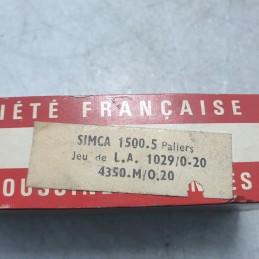 IÉTÉ FRANÇAISE
SIMCA 1500.5 Paliers
Jeu de L.A. 1029/0-20
4350.M/0,20